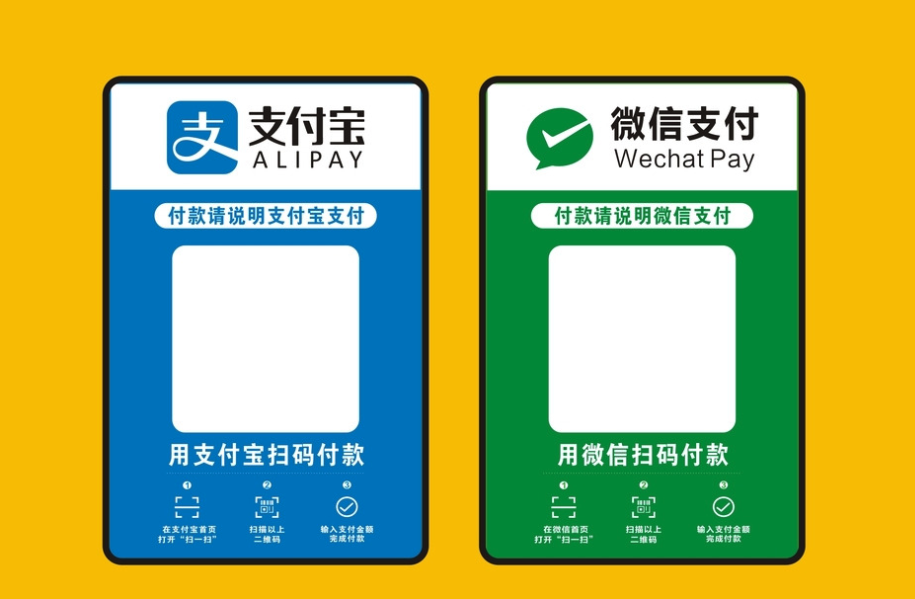 支付宝
ALIPAY
付款请说明支付宝支付
用支付宝扫码付款
1 2 3
在支付宝首页
打开“扫一扫”
扫描以上
二维码
输入支付金额
完成付款
微信支付
Wechat Pay
付款请说明微信支付
用微信扫码付款
1 2 3
在微信首页
打开“扫一扫”
扫描以上
二维码
输入支付金额
完成付款